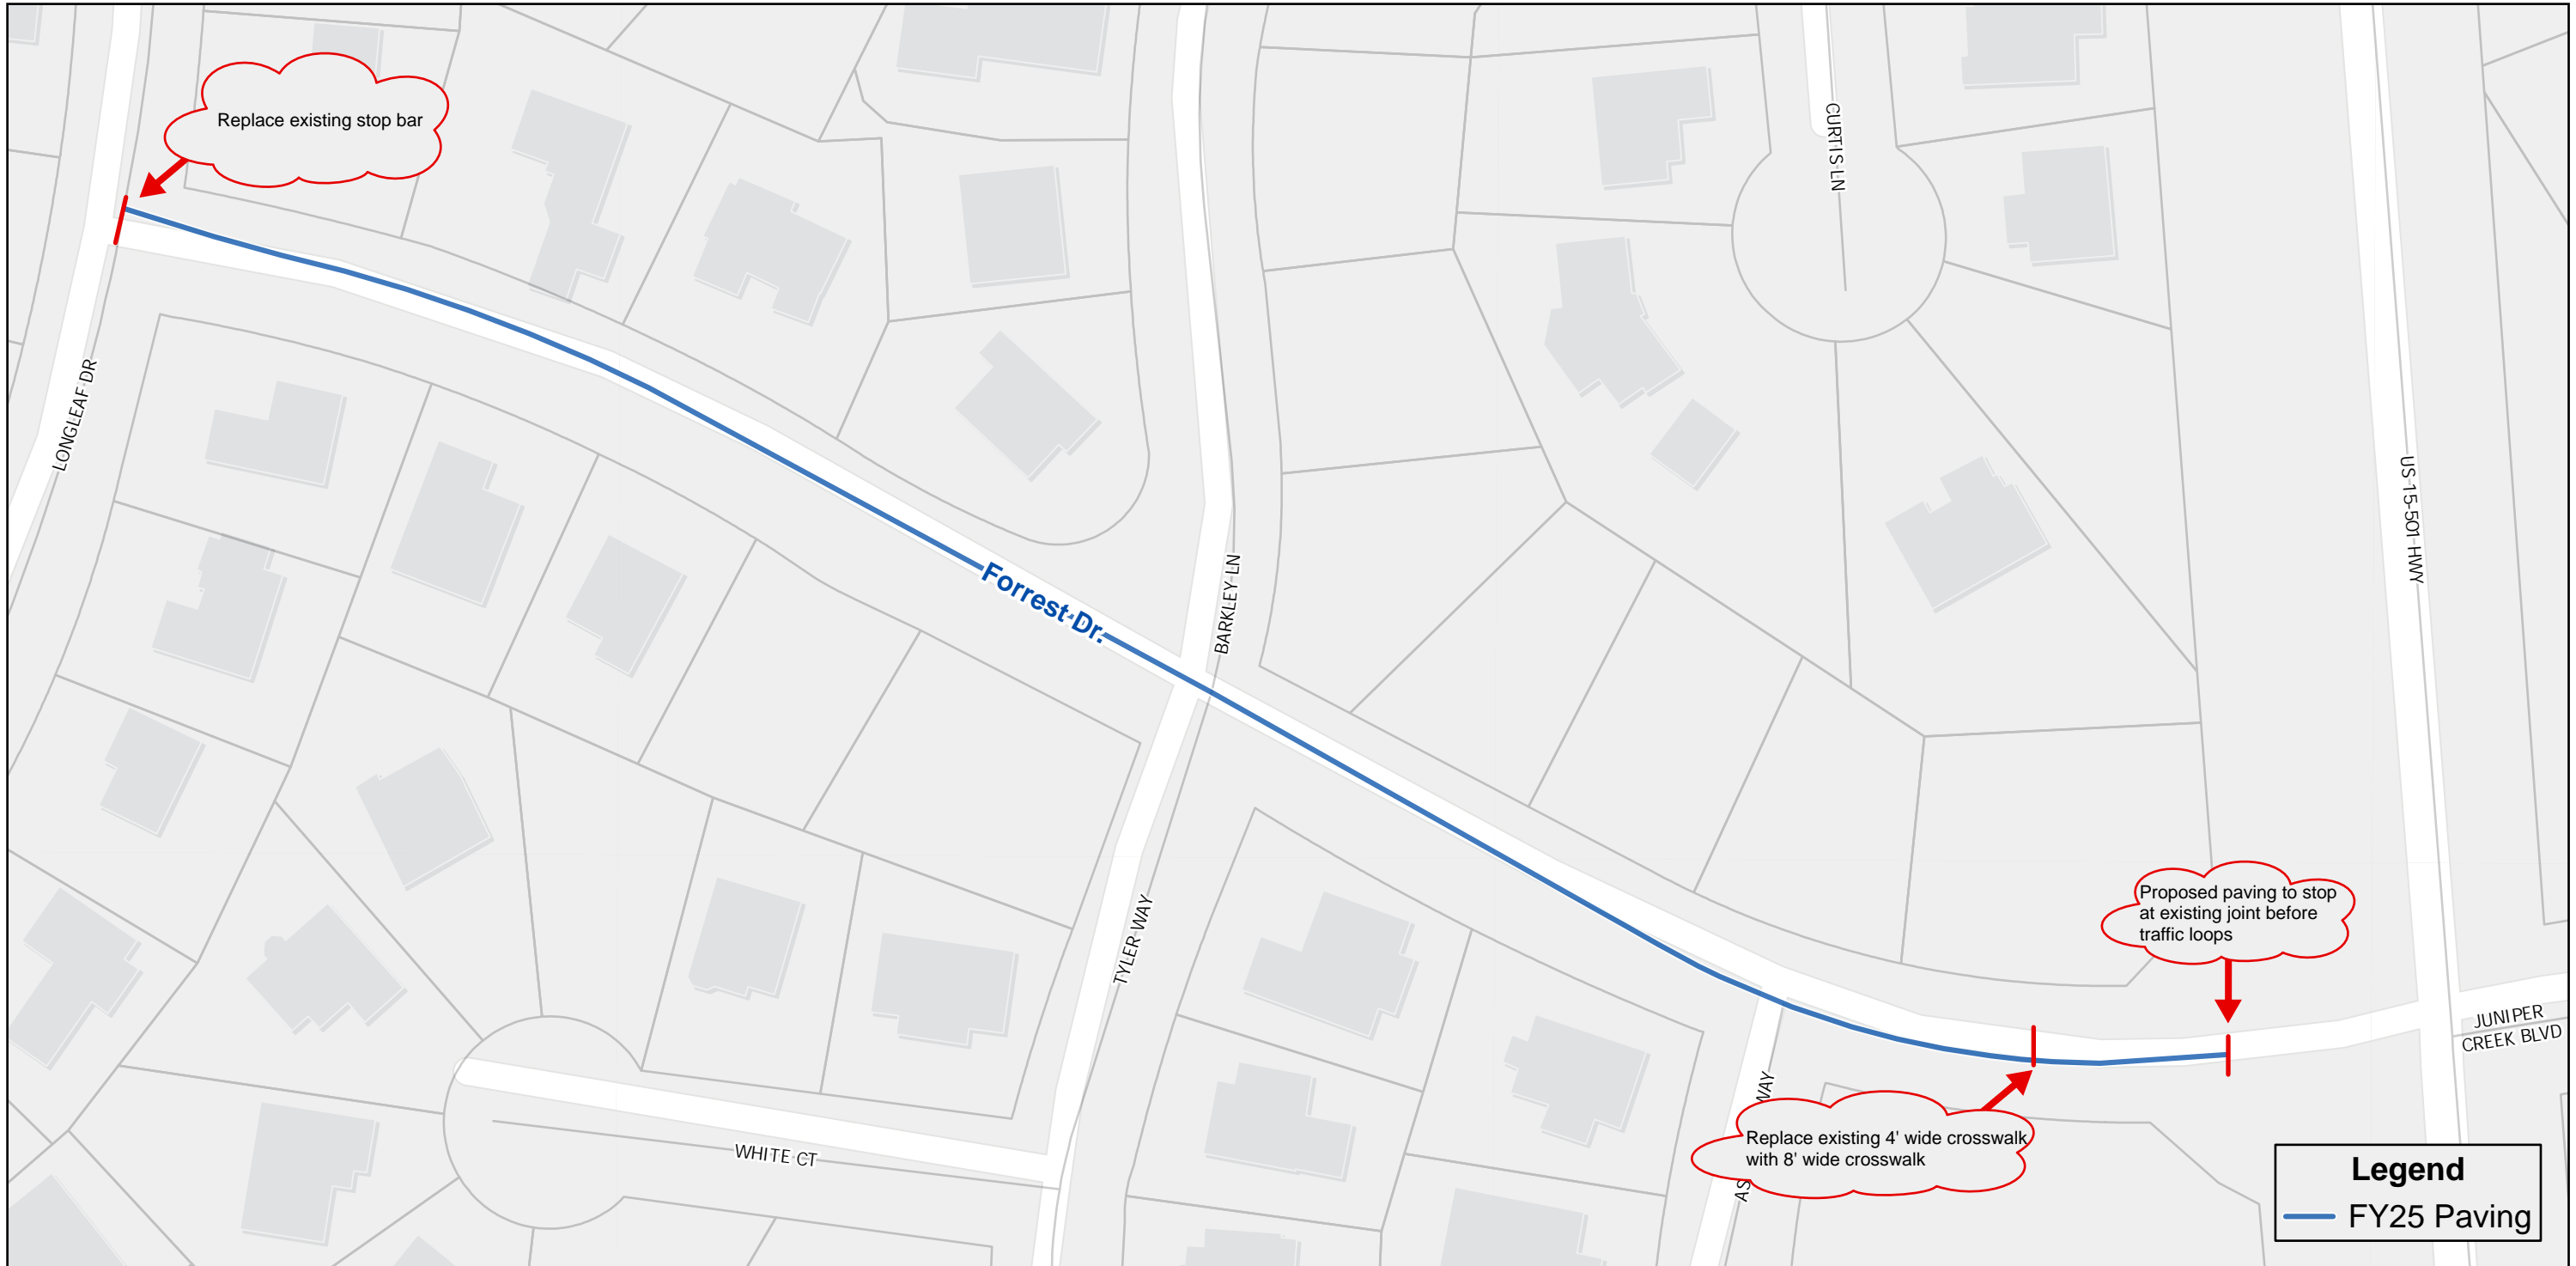 Replace existing stop bar
CURTIS LN
LONGLEAF DR
US 15-501 HWY
Forrest Dr.
BARKLEY LN
Proposed paving to stop
at existing joint before
traffic loops
TYLER WAY
JUNIPER
CREEK BLVD
WAY
Replace existing 4' wide crosswalk
with 8' wide crosswalk
WHITE CT
Legend
FY25 Paving